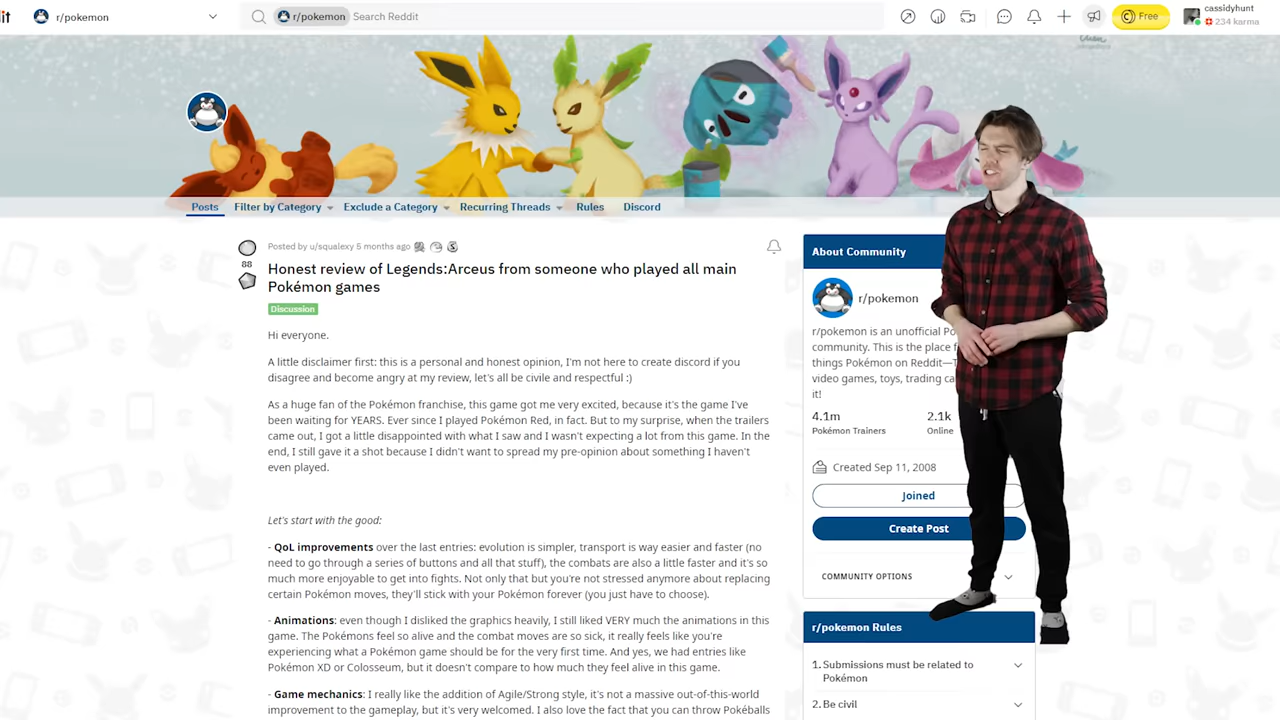 it
r/pokemon
r/pokemon
Search Reddit
Free
cassidyhunt
234 karma
Posts
Filter by Category
Exclude a Category
Recurring Threads
Rules
Discord
Posted by u/squalexy 5 months ago
88
Honest review of Legends:Arceus from someone who played all main
Pokémon games
Discussion
Hi everyone.
A little disclaimer first: this is a personal and honest opinion, I'm not here to create discord if you
disagree and become angry at my review, let's all be civile and respectful :)
As a huge fan of the Pokémon franchise, this game got me very excited, because it's the game I've
been waiting for YEARS. Ever since I played Pokémon Red, in fact. But to my surprise, when the trailers
came out, I got a little disappointed with what I saw and I wasn't expecting a lot from this game. In the
end, I still gave it a shot because I didn't want to spread my pre-opinion about something I haven't
even played.
Let's start with the good:
- QoL improvements over the last entries: evolution is simpler, transport is way easier and faster (no
need to go through a series of buttons and all that stuff), the combats are also a little faster and it's so
much more enjoyable to get into fights. Not only that but you're not stressed anymore about replacing
certain Pokémon moves, they'll stick with your Pokémon forever (you just have to choose).
- Animations: even though I disliked the graphics heavily, I still liked VERY much the animations in this
game. The Pokémons feel so alive and the combat moves are so sick, it really feels like you're
experiencing what a Pokémon game should be for the very first time. And yes, we had entries like
Pokémon XD or Colosseum, but it doesn't compare to how much they feel alive in this game.
- Game mechanics: I really like the addition of Agile/Strong style, it's not a massive out-of-this-world
improvement to the gameplay, but it's very welcomed. I also love the fact that you can throw Pokéballs
About Community
r/pokemon
r/pokemon is an unofficial Po
community. This is the place f
things Pokémon on Reddit—T
video games, toys, trading ca
it!
4.1m
2.1k
Pokémon Trainers
Online
Created Sep 11, 2008
Joined
Create Post
COMMUNITY OPTIONS
r/pokemon Rules
1. Submissions must be related to
Pokémon
2. Be civil